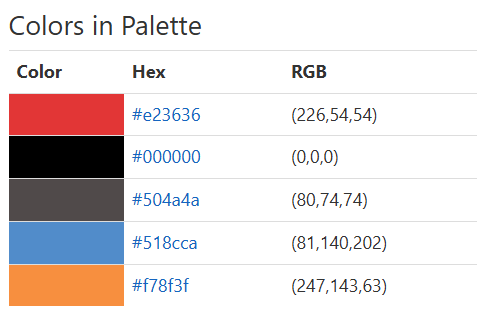 Colors in Palette
Color Hex RGB
#e23636 (226,54,54)
#000000 (0,0,0)
#504a4a (80,74,74)
#518cca (81,140,202)
#f78f3f (247,143,63)